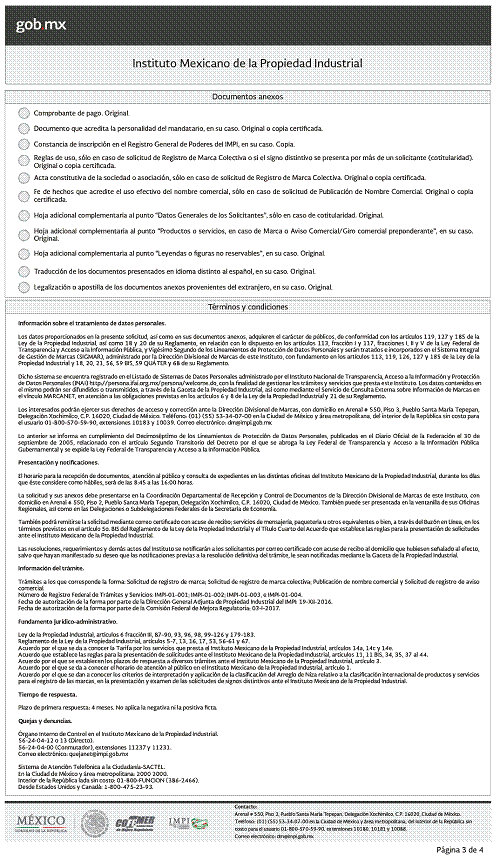 gob.mx
Instituto Mexicano de la Propiedad Industrial
Documentos anexos
Comprobante de pago. Original.
Documento que acredita la personalidad del mandatario, en su caso. Original o copia certificada.
Constancia de inscripción en el Registro General de Poderes del IMPI, en su caso. Copia.
Reglas de uso, sólo en caso de solicitud de Registro de Marca Colectiva o si el signo distintivo se presenta por más de un solicitante (cotitularidad).
Original o copia certificada.
Acta constitutiva de la sociedad o asociación, sólo en caso de solicitud de Registro de Marca Colectiva. Original o copia certificada.
Fe de hechos que acredite el uso efectivo del nombre comercial, sólo en caso de solicitud de Publicación de Nombre Comercial. Original o copia
certificada.
Hoja adicional complementaria al punto "Datos Generales de los Solicitantes", sólo en caso de cotitularidad. Original.
Hoja adicional complementaria al punto "Productos o servicios, en caso de Marca o Aviso Comercial/Giro comercial preponderante", en su caso.
Original.
Hoja adicional complementaria al punto "Leyendas o figuras no reservables", en su caso. Original.
Traducción de los documentos presentados en idioma distinto al español, en su caso. Original.
Legalización o apostilla de los documentos anexos provenientes del extranjero, en su caso. Original.
Términos y condiciones
Información sobre el tratamiento de datos personales.
Los datos proporcionados en la presente solicitud, así como en sus documentos anexos, adquieren el carácter de públicos, de conformidad con los artículos 119, 127 y 185 de la
Ley de la Propiedad Industrial, así como 18 y 20 de su Reglamento, en relación con lo dispuesto en los artículos 113, fracción I y 117, fracciones I, II y V de la Ley Federal de
Transparencia y Acceso a la Información Pública, y Vigésimo Segundo de los Lineamientos de Protección de Datos Personales y serán tratados e incorporados en el Sistema Integral
de Gestión de Marcas (SIGMAR), administrado por la Dirección Divisional de Marcas de este Instituto, con fundamento en los artículos 113, 119, 126, 127 y 185 de la Ley de la
Propiedad Industrial y 18, 20, 21, 56, 59 BIS, 59 QUATER y 68 de su Reglamento.
Dicho sistema se encuentra registrado en el Listado de Sistemas de Datos Personales administrado por el Instituto Nacional de Transparencia, Acceso a la Información y Protección
de Datos Personales (INAI) http://persona.ifai.org.mx/persona/welcome.do, con la finalidad de gestionar los trámites y servicios que presta este Instituto. Los datos contenidos en
el mismo podrán ser difundidos o transmitidos, a través de la Gaceta de la Propiedad Industrial, así como mediante el Servicio de Consulta Externa sobre Información de Marcas en
el vínculo MARCANET, en atención a las obligaciones previstas en los artículos 6 y 8 de la Ley de la Propiedad Industrial y 21 de su Reglamento.
Los interesados podrán ejercer sus derechos de acceso y corrección ante la Dirección Divisional de Marcas, con domicilio en Arenal # 550, Piso 3, Pueblo Santa María Tepepan,
Delegación Xochimilco, C.P. 16020, Ciudad de México. Teléfono: (01) (55) 53-34-07-00 en la Ciudad de México y área metropolitana, del interior de la República sin costo para
el usuario 01-800-570-59-90, extensiones 10183 y 10039. Correo electrónico: dm@impi.gob.mx.
Lo anterior se informa en cumplimiento del Decimoséptimo de los Lineamientos de Protección de Datos Personales, publicados en el Diario Oficial de la Federación el 30 de
septiembre de 2005, relacionado con el artículo Segundo Transitorio del Decreto por el que se abroga la Ley Federal de Transparencia y Acceso a la Información Pública
Gubernamental y se expide la Ley Federal de Transparencia y Acceso a la Información Pública.
Presentación y notificaciones.
El horario para la recepción de documentos, atención al público y consulta de expedientes en las distintas oficinas del Instituto Mexicano de la Propiedad Industrial, durante los días
que éste considere como hábiles, será de las 8:45 a las 16:00 horas.
La solicitud y sus anexos debe presentarse en la Coordinación Departamental de Recepción y Control de Documentos de la Dirección Divisional de Marcas de este Instituto, con
domicilio en Arenal # 550, Piso 2, Pueblo Santa María Tepepan, Delegación Xochimilco, C.P. 16020, Ciudad de México. También puede ser presentada en la ventanilla de sus Oficinas
Regionales, así como en las Delegaciones o Subdelegaciones Federales de la Secretaría de Economía.
También podrá remitirse la solicitud mediante correo certificado con acuse de recibo; servicios de mensajería, paquetería u otros equivalentes o bien, a través del Buzón en Línea, en los
términos previstos en el artículo 5o. BIS del Reglamento de la Ley de la Propiedad Industrial y el Título Cuarto del Acuerdo que establece las reglas para la presentación de solicitudes
ante el Instituto Mexicano de la Propiedad Industrial.
Las resoluciones, requerimientos y demás actos del Instituto se notificarán a los solicitantes por correo certificado con acuse de recibo al domicilio que hubiesen señalado al efecto,
salvo que hayan manifestado su deseo que las notificaciones previas a la resolución definitiva del trámite, le sean notificadas mediante la Gaceta de la Propiedad Industrial.
Información del trámite.
Trámites a los que corresponde la forma: Solicitud de registro de marca; Solicitud de registro de marca colectiva; Publicación de nombre comercial y Solicitud de registro de aviso
comercial
Número de Registro Federal de Trámites y Servicios: IMPI-01-001; IMPI-01-002; IMPI-01-003, e IMPI-01-004.
Fecha de autorización de la forma por parte de la Dirección General Adjunta de Propiedad Industrial del IMPI: 19-XII-2016.
Fecha de autorización de la forma por parte de la Comisión Federal de Mejora Regulatoria: 03-I-2017.
Fundamento jurídico-administrativo.
Ley de la Propiedad Industrial, artículos 6 fracción III, 87-90, 93, 96, 98, 99-126 y 179-183.
Reglamento de la Ley de la Propiedad Industrial, artículos 5-7, 13, 16, 17, 53, 56-61 y 67.
Acuerdo por el que se da a conocer la Tarifa por los servicios que presta el Instituto Mexicano de la Propiedad Industrial, artículos 14a, 14c y 14e.
Acuerdo que establece las reglas para la presentación de solicitudes ante el Instituto Mexicano de la Propiedad Industrial, artículos 11, 11 BIS, 34, 35, 37 al 44.
Acuerdo por el que se establecen los plazos de respuesta a diversos trámites ante el Instituto Mexicano de la Propiedad Industrial, artículo 3.
Acuerdo por el que se da a conocer el horario de atención al público en el Instituto Mexicano de la Propiedad Industrial, artículo 1.
Acuerdo por el que se dan a conocer los criterios de interpretación y aplicación de la clasificación del Arreglo de Niza relativo a la clasificación internacional de productos y servicios
para el registro de las marcas, en la presentación y examen de las solicitudes de signos distintivos ante el Instituto Mexicano de la Propiedad Industrial.
Tiempo de respuesta.
Plazo de primera respuesta: 4 meses. No aplica la negativa ni la positiva ficta.
Quejas y denuncias.
Órgano Interno de Control en el Instituto Mexicano de la Propiedad Industrial.
56-24-04-12 o 13 (Directo).
56-24-04-00 (Conmutador), extensiones 11237 y 11231.
Correo electrónico: quejanet@impi.gob.mx
Sistema de Atención Telefónica a la Ciudadanía-SACTEL.
En la Ciudad de México y área metropolitana: 2000 2000.
Interior de la República lada sin costo: 01-800-FUNCION (386-2466).
Desde Estados Unidos y Canadá: 1-800-475-23-93.
MÉXICO
GOBIERNO DE LA REPÚBLICA
COFEMER
IMPI
Contacto:
Arenal # 550, Piso 2, Pueblo Santa María Tepepan, Delegación Xochimilco, C.P. 16020, Ciudad de México.
Teléfono: (01) (55) 53-34-07-00 en la Ciudad de México y área metropolitana, del interior de la República sin
costo para el usuario 01-800-570-59-90, extensiones 10180, 10181 y 10088.
Correo electrónico: dm@impi.gob.mx.
Página 3 de 4